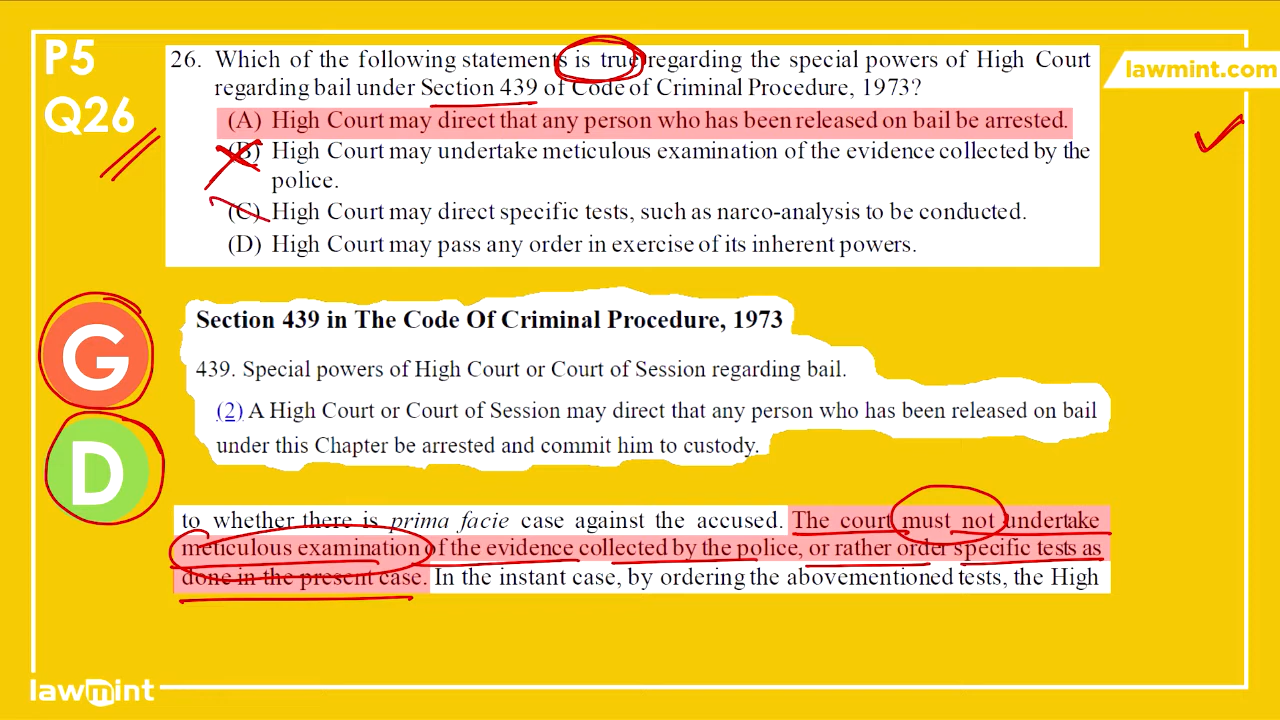 P5
Q26
26. Which of the following statements is true regarding the special powers of High Court
regarding bail under Section 439 of Code of Criminal Procedure, 1973?
(A) High Court may direct that any person who has been released on bail be arrested.
(B) High Court may undertake meticulous examination of the evidence collected by the
police.
(C) High Court may direct specific tests, such as narco-analysis to be conducted.
(D) High Court may pass any order in exercise of its inherent powers.
lawmint.com
G
D
Section 439 in The Code Of Criminal Procedure, 1973
439. Special powers of High Court or Court of Session regarding bail.
(2) A High Court or Court of Session may direct that any person who has been released on bail
under this Chapter be arrested and commit him to custody.
to whether there is prima facie case against the accused. The court must not undertake
meticulous examination of the evidence collected by the police, or rather order specific tests as
done in the present case. In the instant case, by ordering the abovementioned tests, the High
lawmint